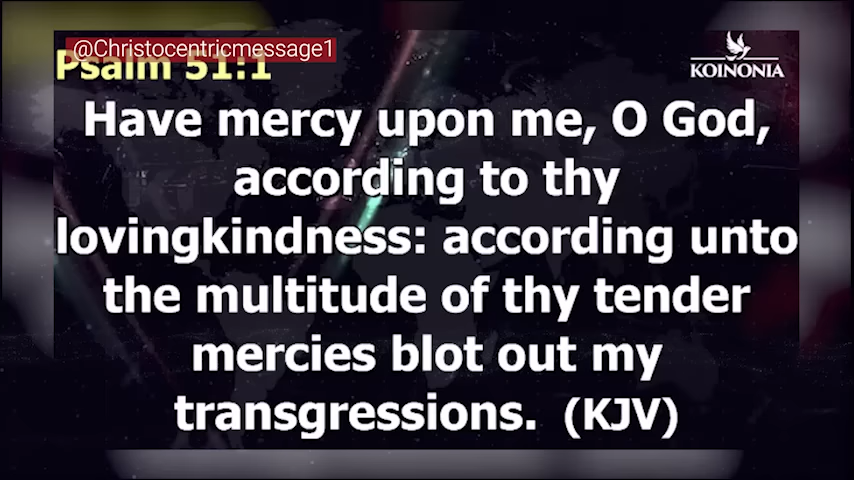 @Christocentricmessage1
Psalm 51:1
KOINONIA
Have mercy upon me, O God,
according to thy
lovingkindness: according unto
the multitude of thy tender
mercies blot out my
transgressions. (KJV)